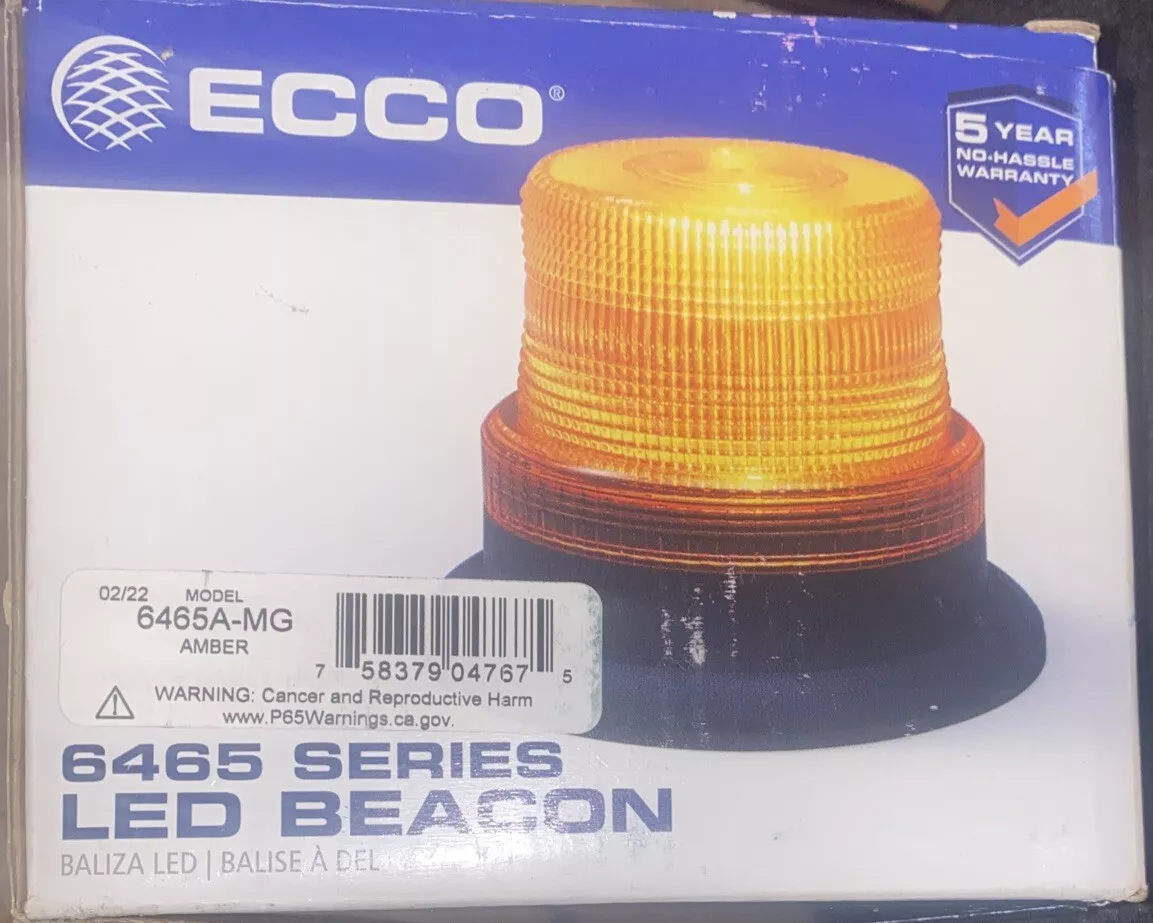 ECCO®
5 YEAR
NO-HASSLE
WARRANTY
02/22 MODEL
6465A-MG
AMBER
7 58379 04767 5
WARNING: Cancer and Reproductive Harm
www.P65Warnings.ca.gov.
6465 SERIES
LED BEACON
BALIZA LED | BALISE À DEL